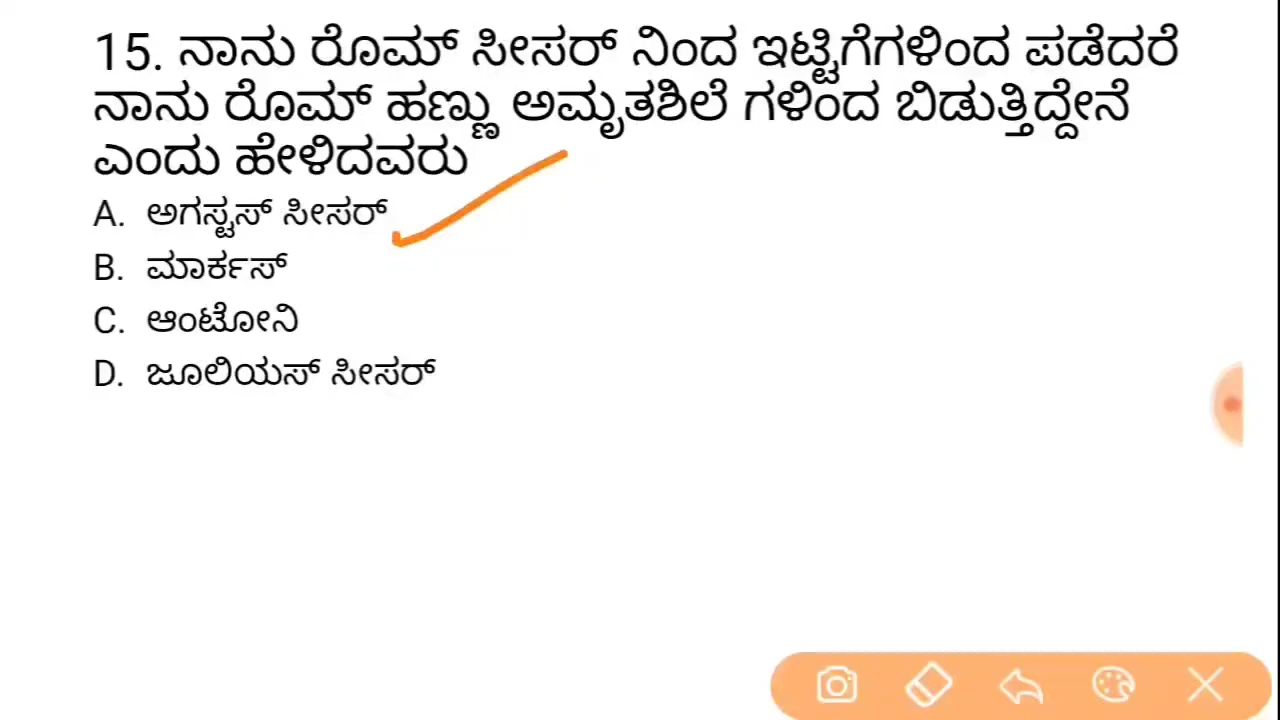 15. ನಾನು ರೊಮ್ ಸೀಸರ್ ನಿಂದ ಇಟ್ಟಿಗೆಗಳಿಂದ ಪಡೆದರೆ
ನಾನು ರೊಮ್ ಹಣ್ಣು ಅಮೃತಶಿಲೆ ಗಳಿಂದ ಬಿಡುತ್ತಿದ್ದೇನೆ
ಎಂದು ಹೇಳಿದವರು
A. ಅಗಸ್ಟಸ್ ಸೀಸರ್
B. ಮಾರ್ಕಸ್
C. ಆಂಟೋನಿ
D. ಜೂಲಿಯಸ್ ಸೀಸರ್